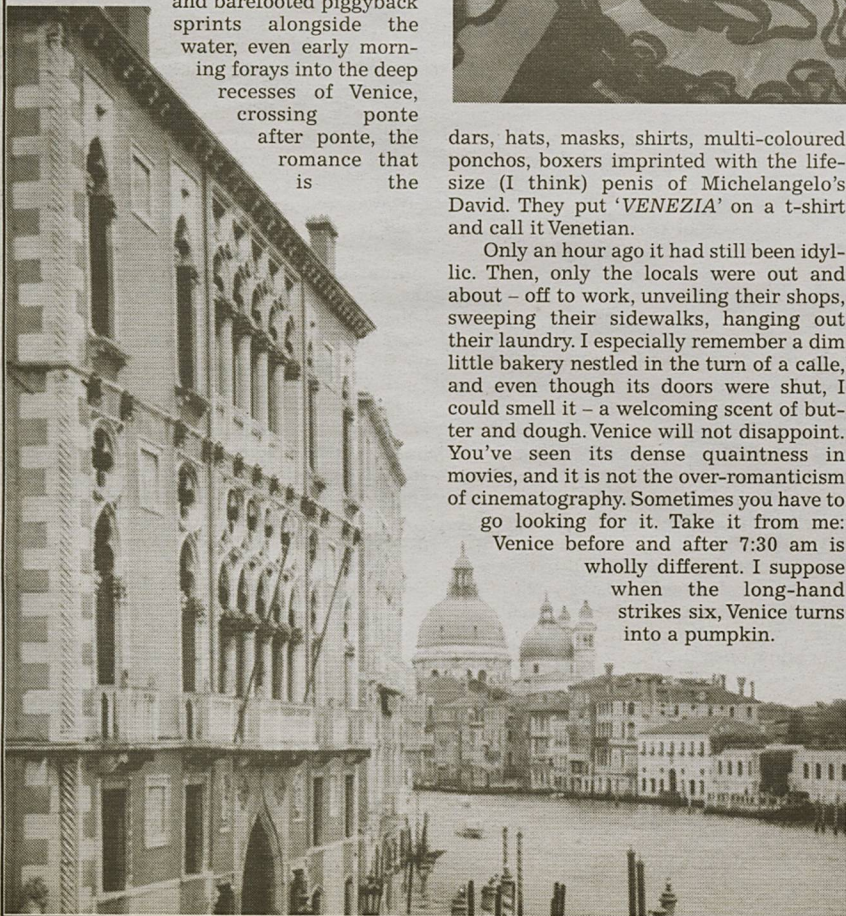 and barefooted piggyback
sprints alongside the
water, even early morn-
ing forays into the deep
recesses of Venice,
crossing ponte
after ponte, the
romance that
is the
dars, hats, masks, shirts, multi-coloured
ponchos, boxers imprinted with the life-
size (I think) penis of Michelangelo's
David. They put ‘VENEZIA’ on a t-shirt
and call it Venetian.
Only an hour ago it had still been idyl-
lic. Then, only the locals were out and
about – off to work, unveiling their shops,
sweeping their sidewalks, hanging out
their laundry. I especially remember a dim
little bakery nestled in the turn of a calle,
and even though its doors were shut, I
could smell it – a welcoming scent of but-
ter and dough. Venice will not disappoint.
You've seen its dense quaintness in
movies, and it is not the over-romanticism
of cinematography. Sometimes you have to
go looking for it. Take it from me:
Venice before and after 7:30 am is
wholly different. I suppose
when the long-hand
strikes six, Venice turns
into a pumpkin.